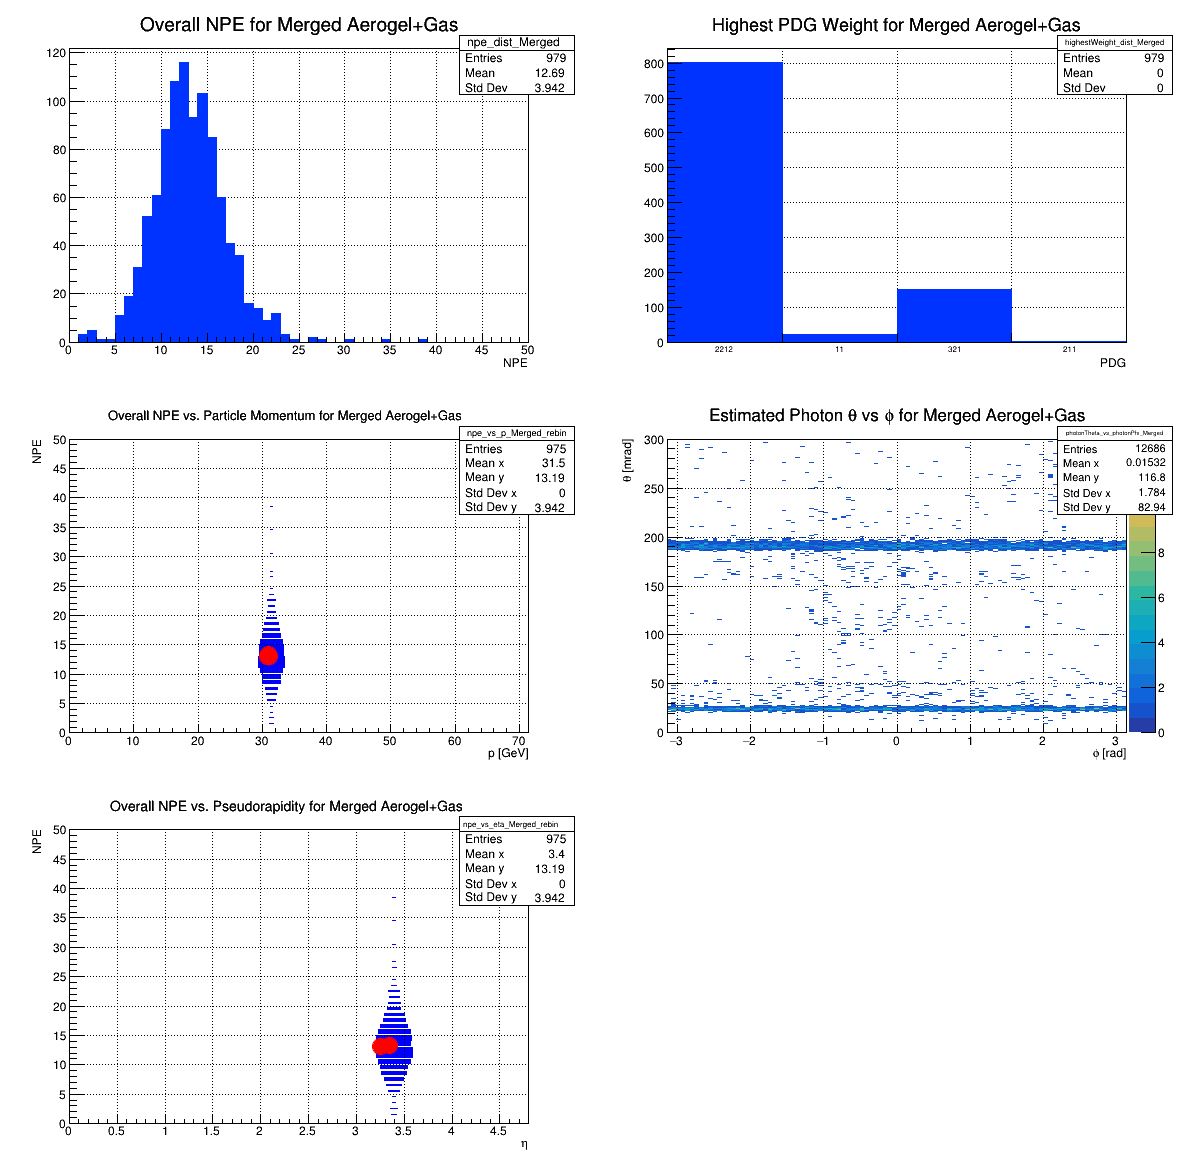 Overall NPE for Merged Aerogel+Gas
npe_dist_Merged
Entries 979
Mean 12.69
Std Dev 3.942
120
100
80
60
40
20
0
0 5 10 15 20 25 30 35 40 45 50
NPE
Highest PDG Weight for Merged Aerogel+Gas
highestWeight_dist_Merged
Entries 979
Mean 0
Std Dev 0
800
700
600
500
400
300
200
100
0
2212 11 321 211
PDG
Overall NPE vs. Particle Momentum for Merged Aerogel+Gas
npe_vs_p_Merged_rebin
Entries 975
Mean x 31.5
Mean y 13.19
Std Dev x 0
Std Dev y 3.942
NPE
50
45
40
35
30
25
20
15
10
5
0
0 10 20 30 40 50 60 70
p [GeV]
Estimated Photon θ vs ϕ for Merged Aerogel+Gas
photonTheta_vs_photonPhi_Merged
Entries 12686
Mean x 0.01532
Mean y 116.8
Std Dev x 1.784
Std Dev y 82.94
θ [mrad]
300
250
200
150
100
50
0
−3 −2 −1 0 1 2 3
ϕ [rad]
8
6
4
2
0
Overall NPE vs. Pseudorapidity for Merged Aerogel+Gas
npe_vs_eta_Merged_rebin
Entries 975
Mean x 3.4
Mean y 13.19
Std Dev x 0
Std Dev y 3.942
NPE
50
45
40
35
30
25
20
15
10
5
0
0 0.5 1 1.5 2 2.5 3 3.5 4 4.5
η